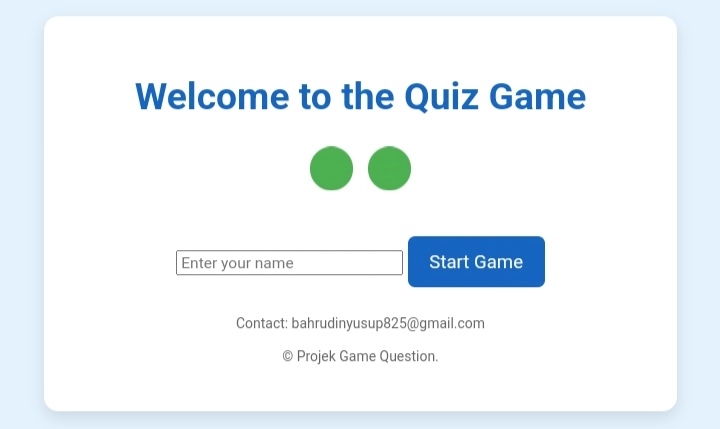 Welcome to the Quiz Game
Enter your name
Start Game
Contact: bahrudinyusup825@gmail.com
© Projek Game Question.